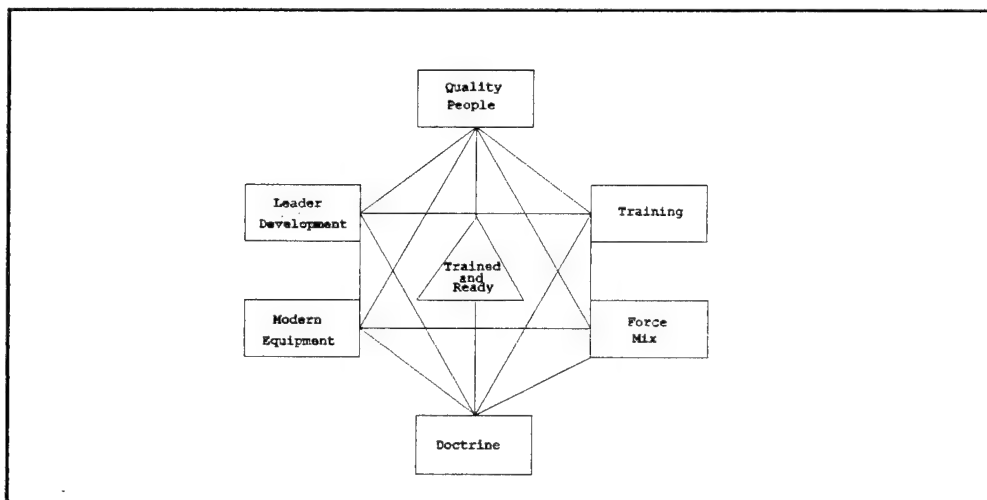 Quality
People
Leader
Development
Training
Trained
and
Ready
Modern
Equipment
Force
Mix
Doctrine